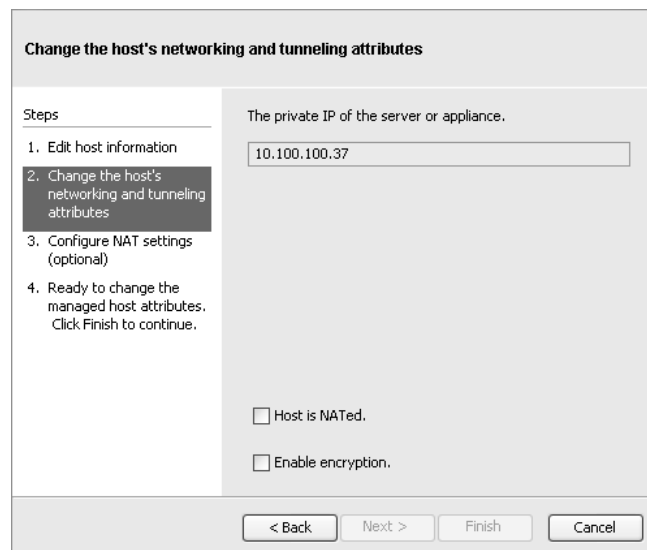 Change the host's networking and tunneling attributes
Steps
1. Edit host information
2. Change the host's
networking and tunneling
attributes
3. Configure NAT settings
(optional)
4. Ready to change the
managed host attributes.
Click Finish to continue.
The private IP of the server or appliance.
10.100.100.37
Host is NATed.
Enable encryption.
< Back
Next >
Finish
Cancel